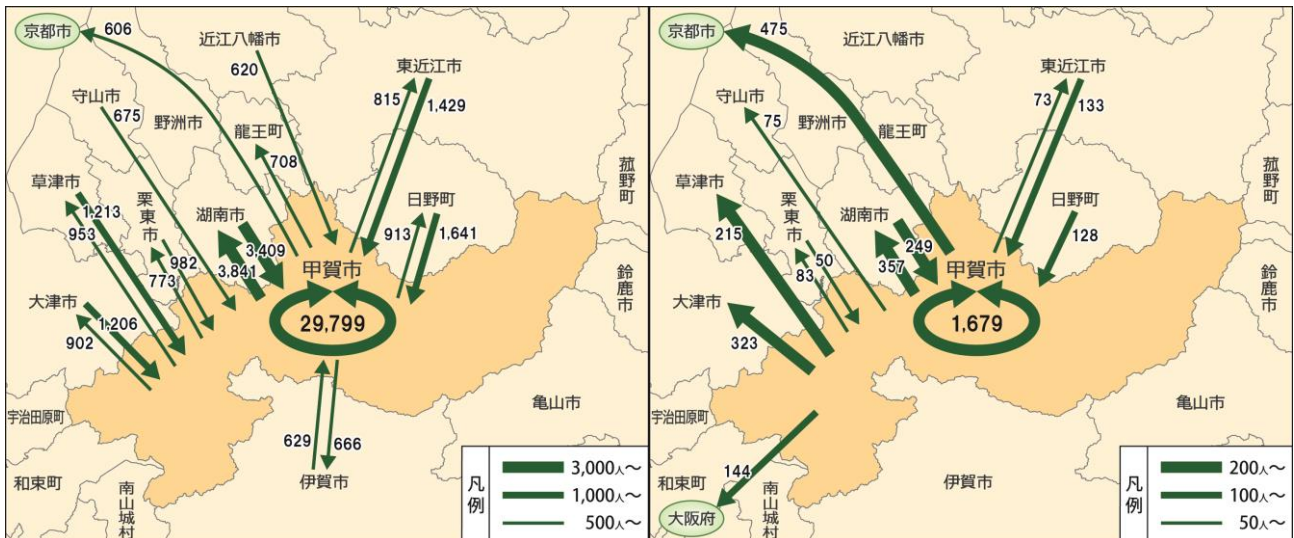 京都市
606
近江八幡市
620
東近江市
815
1,429
守山市
675
野洲市
龍王町
708
草津市
1,213
953
栗東市
982
773
湖南市
3,409
3,841
日野町
913
1,641
菰野町
甲賀市
29,799
鈴鹿市
大津市
1,206
902
宇治田原町
亀山市
629
666
伊賀市
和束町
南山城村
凡例
3,000人〜
1,000人〜
500人〜
京都市
475
近江八幡市
東近江市
73
133
守山市
75
野洲市
龍王町
草津市
215
栗東市
50
83
湖南市
249
357
日野町
128
菰野町
甲賀市
1,679
鈴鹿市
大津市
323
宇治田原町
亀山市
144
伊賀市
和束町
南山城村
大阪府
凡例
200人〜
100人〜
50人〜